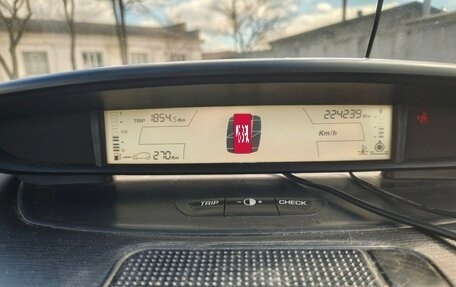 TRIP 1854.5 Km
224239 Km
Km/h
270 Km
TRIP
- +
CHECK